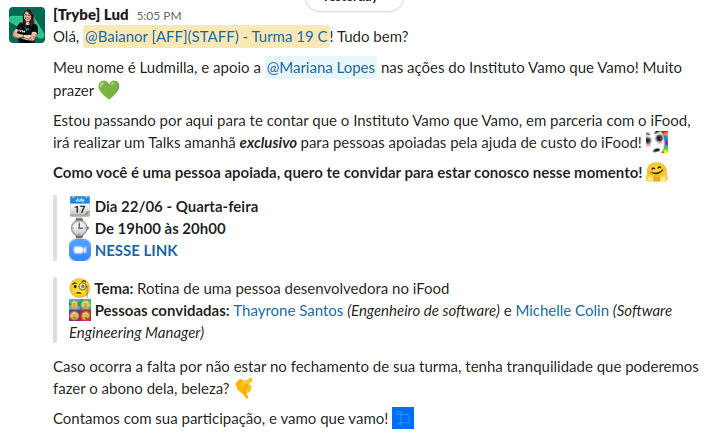 Yesterday
[Trybe] Lud 5:05 PM
Olá, @Baianor [AFF](STAFF) - Turma 19 C! Tudo bem?
Meu nome é Ludmilla, e apoio a @Mariana Lopes nas ações do Instituto Vamo que Vamo! Muito
prazer 💚
Estou passando por aqui para te contar que o Instituto Vamo que Vamo, em parceria com o iFood,
irá realizar um Talks amanhã exclusivo para pessoas apoiadas pela ajuda de custo do iFood!
Como você é uma pessoa apoiada, quero te convidar para estar conosco nesse momento! 🤗
📅 Dia 22/06 - Quarta-feira
🕒 De 19h00 às 20h00
NESSE LINK
🧐 Tema: Rotina de uma pessoa desenvolvedora no iFood
Pessoas convidadas: Thayrone Santos (Engenheiro de software) e Michelle Colin (Software
Engineering Manager)
Caso ocorra a falta por não estar no fechamento de sua turma, tenha tranquilidade que poderemos
fazer o abono dela, beleza? 🤙
Contamos com sua participação, e vamo que vamo!